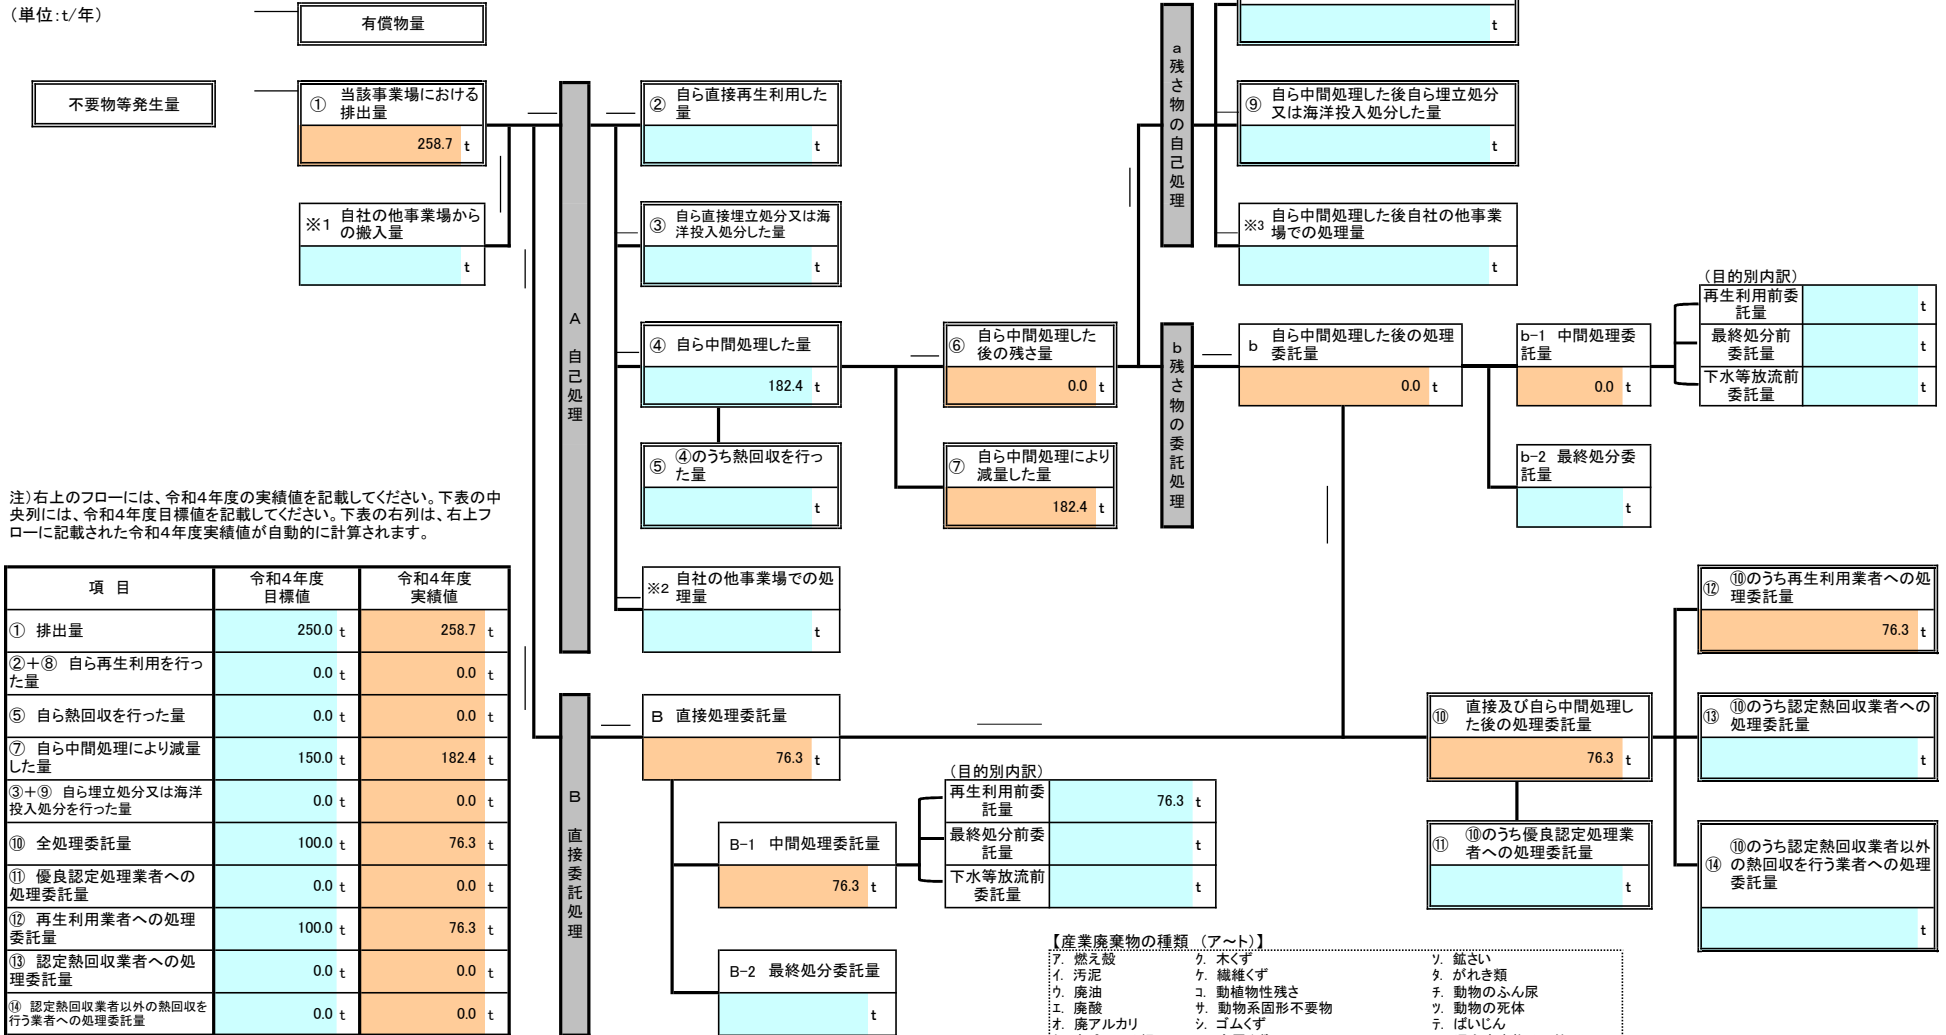 (単位:t/年)
有償物量
t
不要物等発生量
① 当該事業場における
排出量
258.7 t
※1 自社の他事業場から
の搬入量
t
A 自己処理
② 自ら直接再生利用した
量
t
③ 自ら直接埋立処分又は海
洋投入処分した量
t
④ 自ら中間処理した量
182.4 t
⑤ ④のうち熱回収を行っ
た量
t
※2 自社の他事業場での処
理量
t
⑥ 自ら中間処理した
後の残さ量
0.0 t
⑦ 自ら中間処理により
減量した量
182.4 t
a 残さ物の自己処理
⑨ 自ら中間処理した後自ら埋立処分
又は海洋投入処分した量
t
※3 自ら中間処理した後自社の他事業
場での処理量
t
b 残さ物の委託処理
b 自ら中間処理した後の処理
委託量
0.0 t
b-1 中間処理委
託量
0.0 t
(目的別内訳)
再生利用前委
託量
t
最終処分前
委託量
t
下水等放流前
委託量
t
b-2 最終処分委
託量
t
注)右上のフローには、令和4年度の実績値を記載してください。下表の中
央列には、令和4年度目標値を記載してください。下表の右列は、右上フ
ローに記載された令和4年度実績値が自動的に計算されます。
項 目 令和4年度 目標値 令和4年度 実績値
① 排出量 250.0 t 258.7 t
②+⑧ 自ら再生利用を行っ
た量 0.0 t 0.0 t
⑤ 自ら熱回収を行った量 0.0 t 0.0 t
⑦ 自ら中間処理により減量
した量 150.0 t 182.4 t
③+⑨ 自ら埋立処分又は海洋
投入処分を行った量 0.0 t 0.0 t
⑩ 全処理委託量 100.0 t 76.3 t
⑪ 優良認定処理業者への
処理委託量 0.0 t 0.0 t
⑫ 再生利用業者への処理
委託量 100.0 t 76.3 t
⑬ 認定熱回収業者への処
理委託量 0.0 t 0.0 t
⑭ 認定熱回収業者以外の熱回収を
行う業者への処理委託量 0.0 t 0.0 t
B 直接委託処理
B 直接処理委託量
76.3 t
B-1 中間処理委託量
76.3 t
B-2 最終処分委託量
t
(目的別内訳)
再生利用前委
託量
76.3 t
最終処分前委
託量
t
下水等放流前
委託量
t
⑩ 直接及び自ら中間処理し
た後の処理委託量
76.3 t
⑪ ⑩のうち優良認定処理業
者への処理委託量
t
⑫ ⑩のうち再生利用業者への処
理委託量
76.3 t
⑬ ⑩のうち認定熱回収業者への
処理委託量
t
⑭ ⑩のうち認定熱回収業者以外
の熱回収を行う業者への処理
委託量
t
【産業廃棄物の種類 (ア~ト)】
ア. 燃え殻 ク. 木くず ソ. 鉱さい
イ. 汚泥 ケ. 繊維くず タ. がれき類
ウ. 廃油 コ. 動植物性残さ チ. 動物のふん尿
エ. 廃酸 サ. 動物系固形不要物 ツ. 動物の死体
オ. 廃アルカリ シ. ゴムくず テ. ばいじん